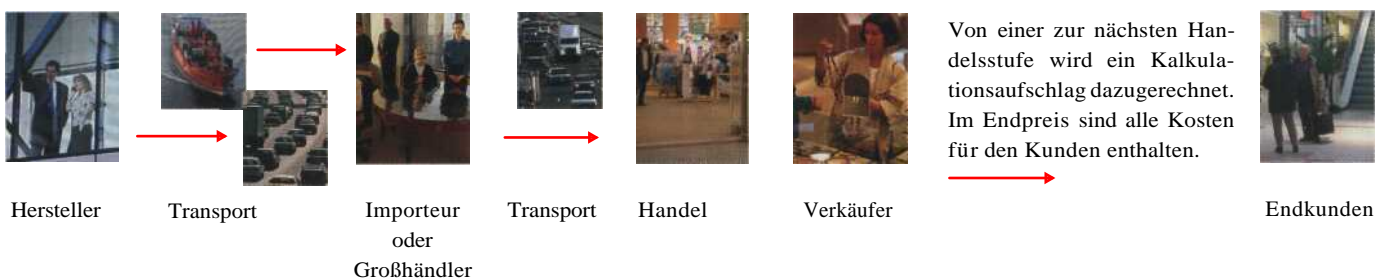 Von einer zur nächsten Han-
delsstufe wird ein Kalkula-
tionsaufschlag dazugerechnet.
Im Endpreis sind alle Kosten
für den Kunden enthalten.
Hersteller
Transport
Importeur
oder
Großhändler
Transport
Handel
Verkäufer
Endkunden